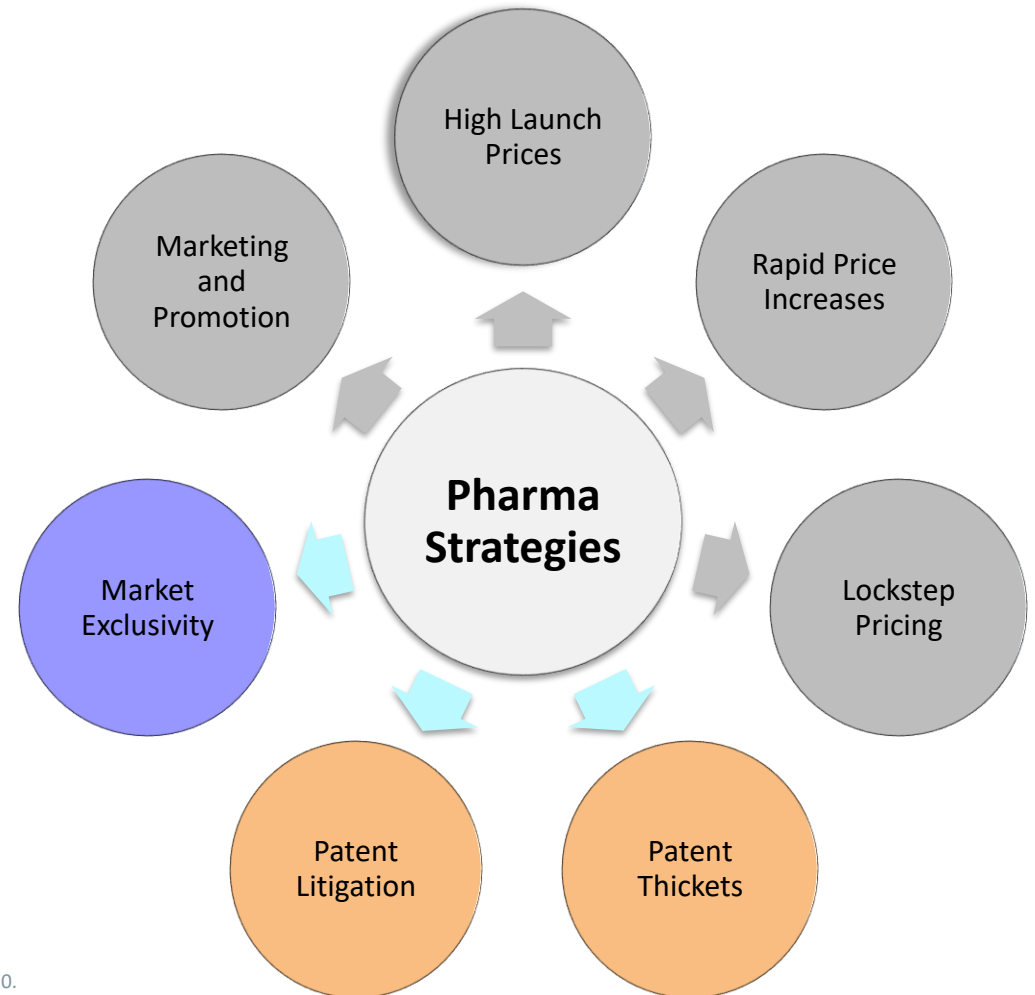 High Launch
Prices
Marketing
and
Promotion
Rapid Price
Increases
Pharma
Strategies
Market
Exclusivity
Lockstep
Pricing
Patent
Litigation
Patent
Thickets
0.